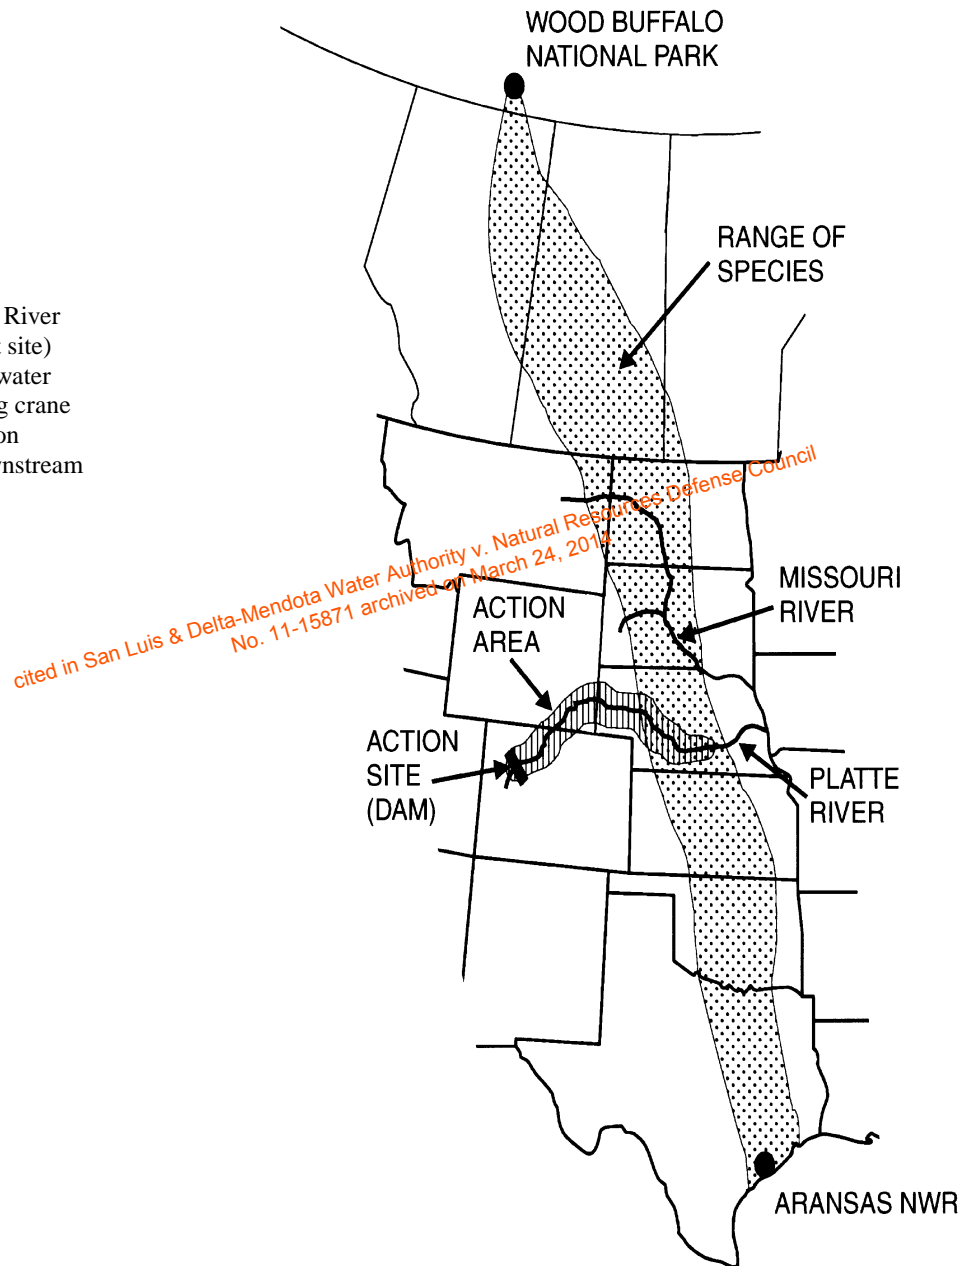 WOOD BUFFALO
NATIONAL PARK
RANGE OF
SPECIES
River
site)
water
crane
on
nstream
cited in San Luis & Delta-Mendota Water Authority v. Natural Resources Defense Council
No. 11-15871 archived on March 24, 2014
MISSOURI
RIVER
ACTION
AREA
ACTION
SITE
(DAM)
PLATTE
RIVER
ARANSAS NWR